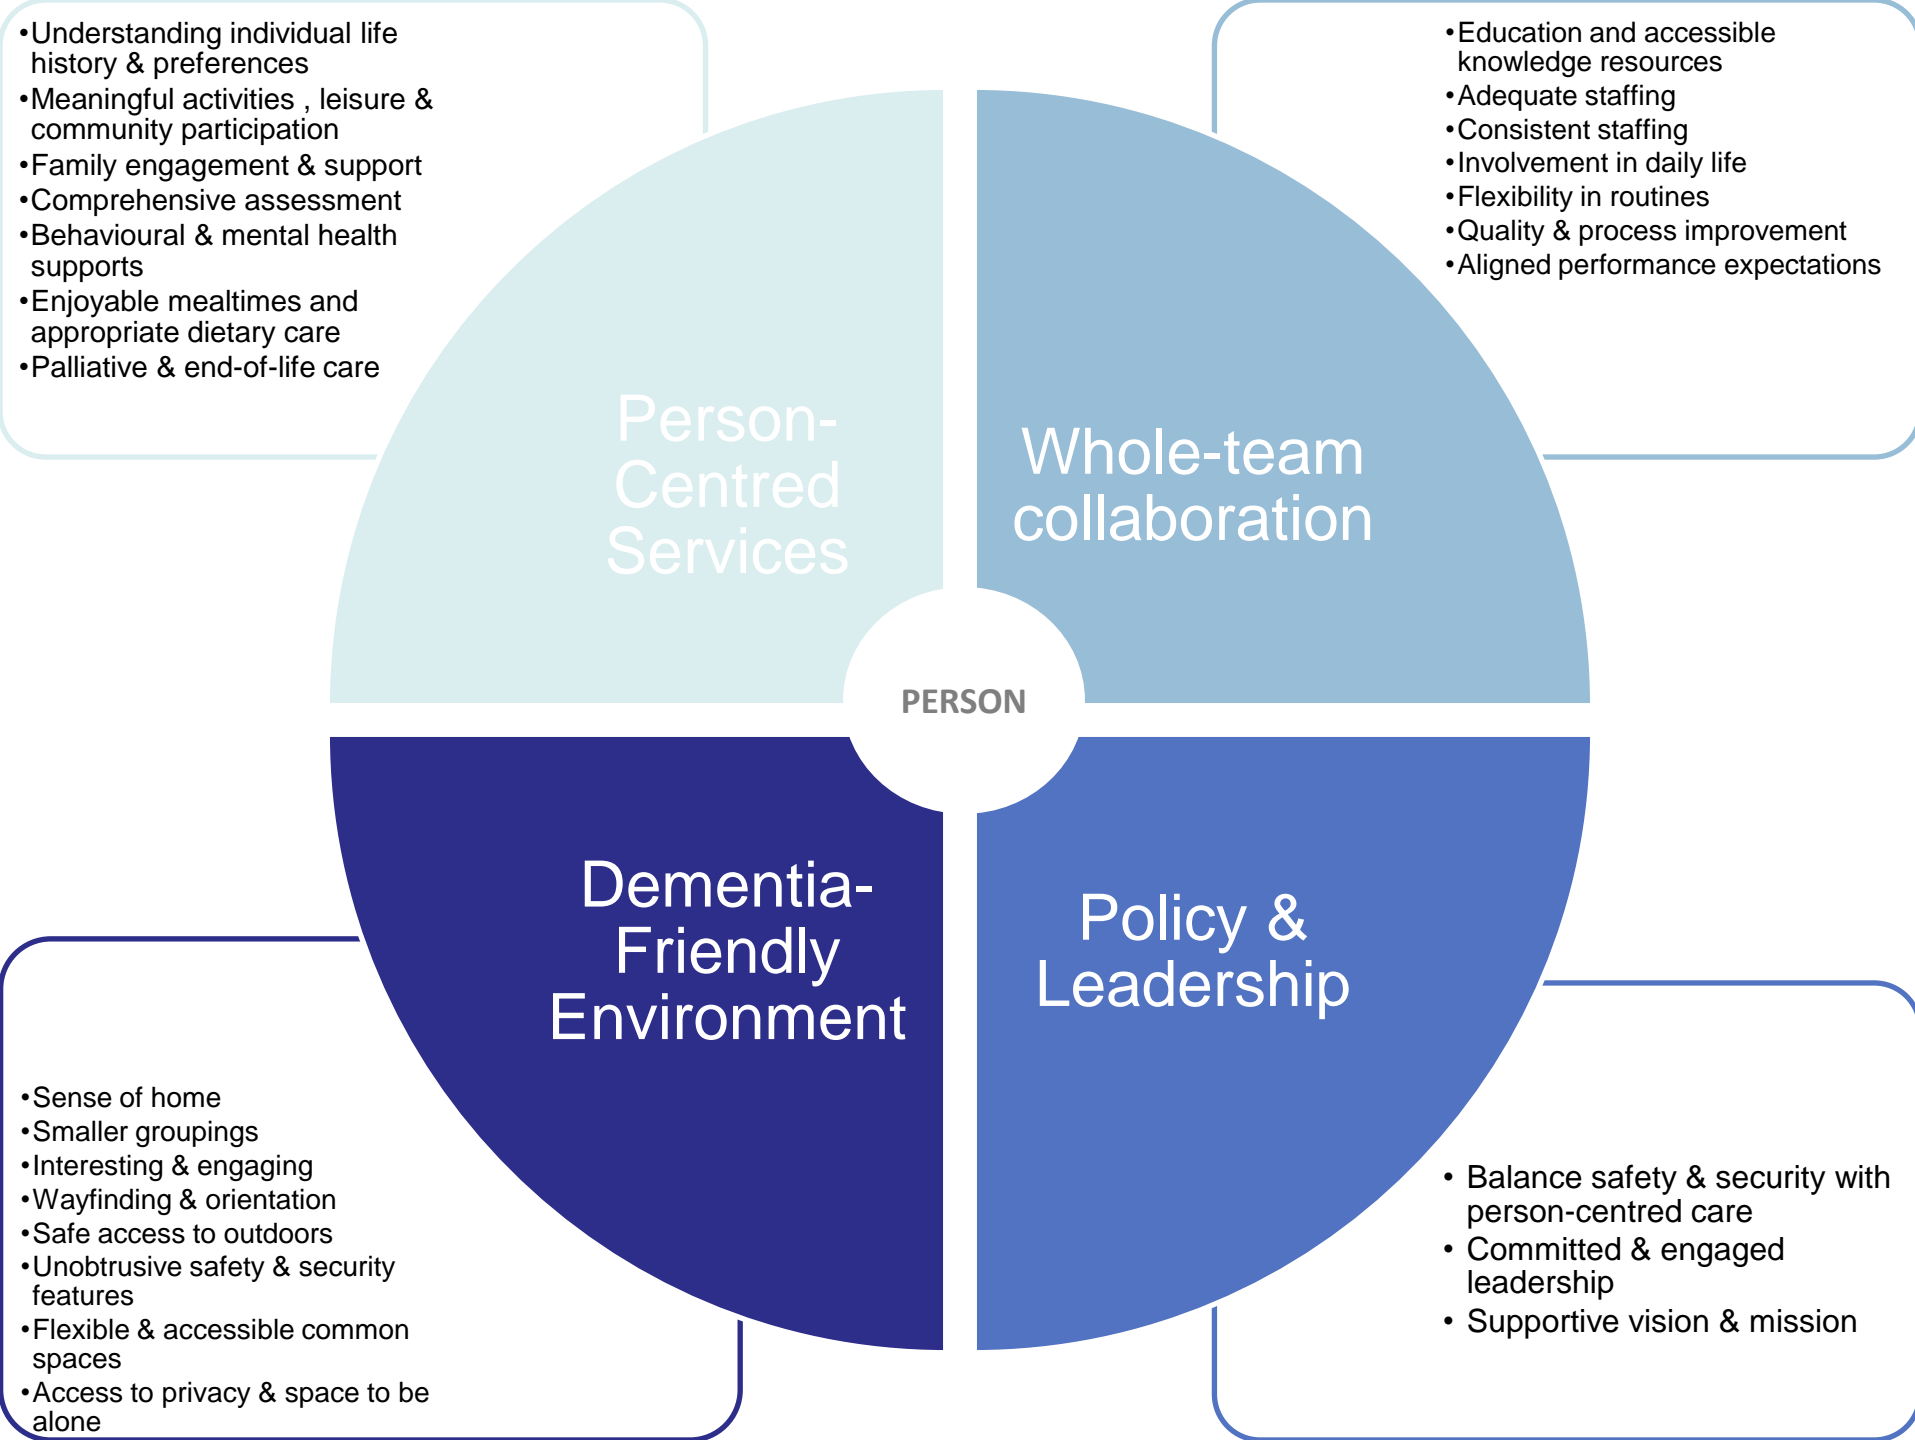 •Understanding individual life
history & preferences
•Meaningful activities , leisure &
community participation
•Family engagement & support
•Comprehensive assessment
•Behavioural & mental health
supports
•Enjoyable mealtimes and
appropriate dietary care
•Palliative & end-of-life care
•Education and accessible
knowledge resources
•Adequate staffing
•Consistent staffing
•Involvement in daily life
•Flexibility in routines
•Quality & process improvement
•Aligned performance expectations
Person-
Centred
Services
Whole-team
collaboration
PERSON
Dementia-
Friendly
Environment
Policy &
Leadership
•Sense of home
•Smaller groupings
•Interesting & engaging
•Wayfinding & orientation
•Safe access to outdoors
•Unobtrusive safety & security
features
•Flexible & accessible common
spaces
•Access to privacy & space to be
alone
• Balance safety & security with
person-centred care
• Committed & engaged
leadership
• Supportive vision & mission